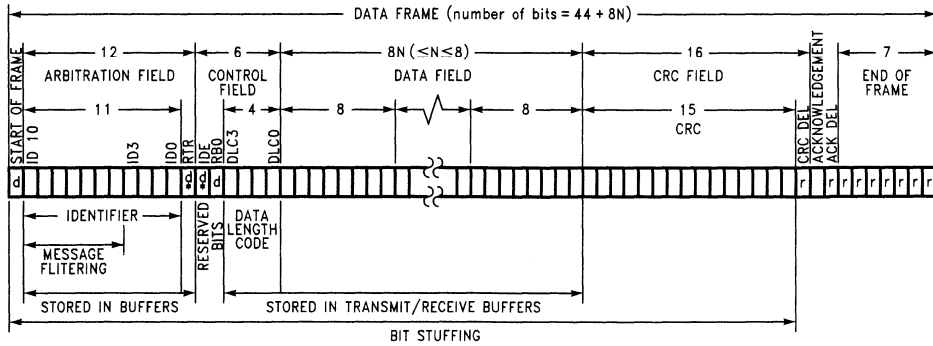 DATA FRAME (number of bits = 44 + 8N)
12
6
8N (≤N≤8)
16
7
ARBITRATION FIELD
CONTROL
FIELD
DATA FIELD
CRC FIELD
END OF
FRAME
11
4
8
8
15
CRC
START OF FRAME
ID 10
ID3
ID0
RTR
IDE
RB0
DLC3
DLC0
CRC DEL
ACKNOWLEDGEMENT
ACK DEL
d
*d
*d
d
r
r
r
r
r
r
r
r
r
IDENTIFIER
RESERVED
BITS
DATA
LENGTH
CODE
MESSAGE
FLITERING
STORED IN BUFFERS
STORED IN TRANSMIT/RECEIVE BUFFERS
BIT STUFFING